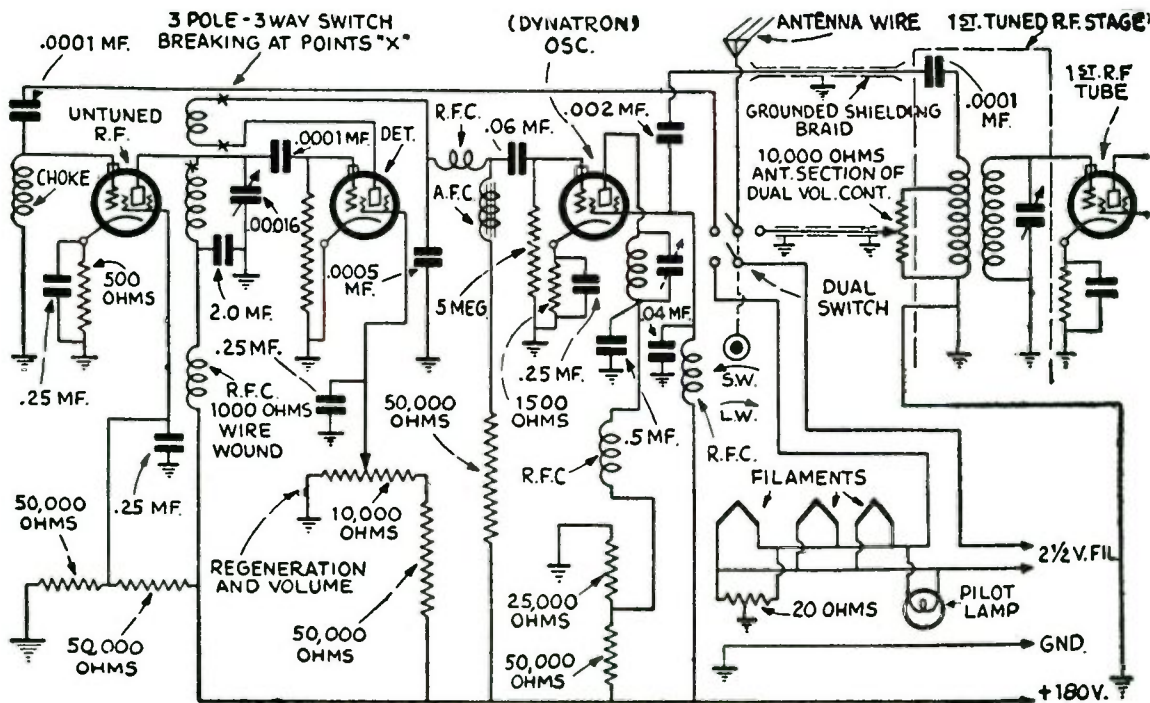 3 POLE-3WAY SWITCH
BREAKING AT POINTS "X"
(DYNATRON)
OSC.
ANTENNA WIRE
1ST. TUNED R.F. STAGE
.0001 MF.
UNTUNED
R.F.
CHOKE
.0001 MF.
DET.
R.F.C.
.06 MF.
.002 MF.
GROUNDED SHIELDING
BRAID
.0001
MF.
1ST. R.F
TUBE
10,000 OHMS
ANT. SECTION OF
DUAL VOL. CONT.
A.F.C.
.00016
500
OHMS
2.0 MF.
.0005
MF.
.5 MEG.
DUAL
SWITCH
.04 MF.
.25 MF.
.25 MF.
R.F.C.
1000 OHMS
WIRE
WOUND
50,000
OHMS
1500
OHMS
.25 MF.
.5 MF.
S.W.
L.W.
R.F.C.
R.F.C
.25 MF.
FILAMENTS
50,000
OHMS
10,000
OHMS
REGENERATION
AND VOLUME
2½ V. FIL
25,000
OHMS
20 OHMS
PILOT
LAMP
50,000
OHMS
50,000
OHMS
50,000
OHMS
GND.
+180V.